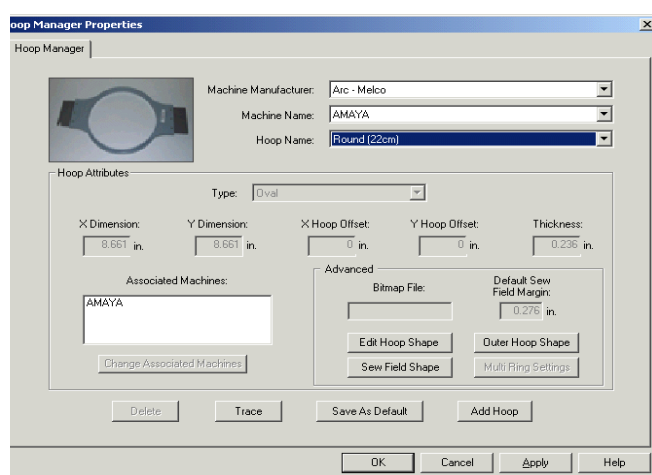 oop Manager Properties
Hoop Manager
Machine Manufacturer: Arc - Melco
Machine Name: AMAYA
Hoop Name: Round (22cm)
Hoop Attributes
Type: Oval
X Dimension: Y Dimension: X Hoop Offset: Y Hoop Offset: Thickness:
8.661 in. 8.661 in. 0 in. 0 in. 0.236 in.
Associated Machines:
AMAYA
Change Associated Machines
Advanced
Bitmap File:
Default Sew
Field Margin:
0.276 in.
Edit Hoop Shape Outer Hoop Shape
Sew Field Shape Multi Ring Settings
Delete Trace Save As Default Add Hoop
OK Cancel Apply Help